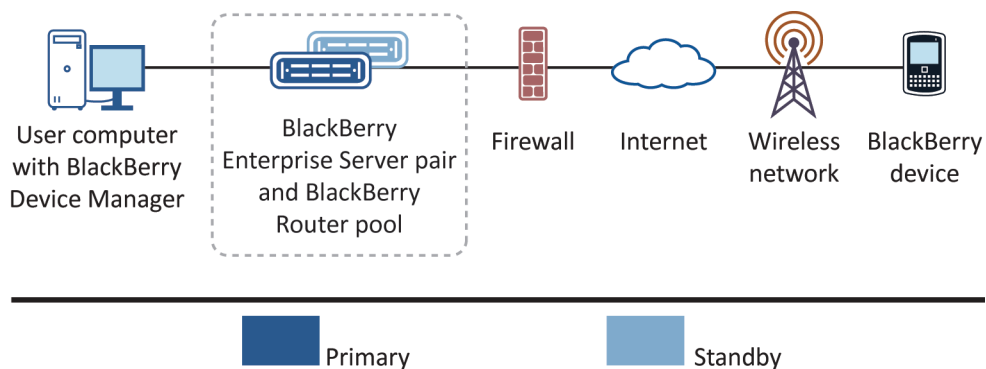 User computer
with BlackBerry
Device Manager
BlackBerry
Enterprise Server pair
and BlackBerry
Router pool
Firewall
Internet
Wireless
network
BlackBerry
device
Primary
Standby